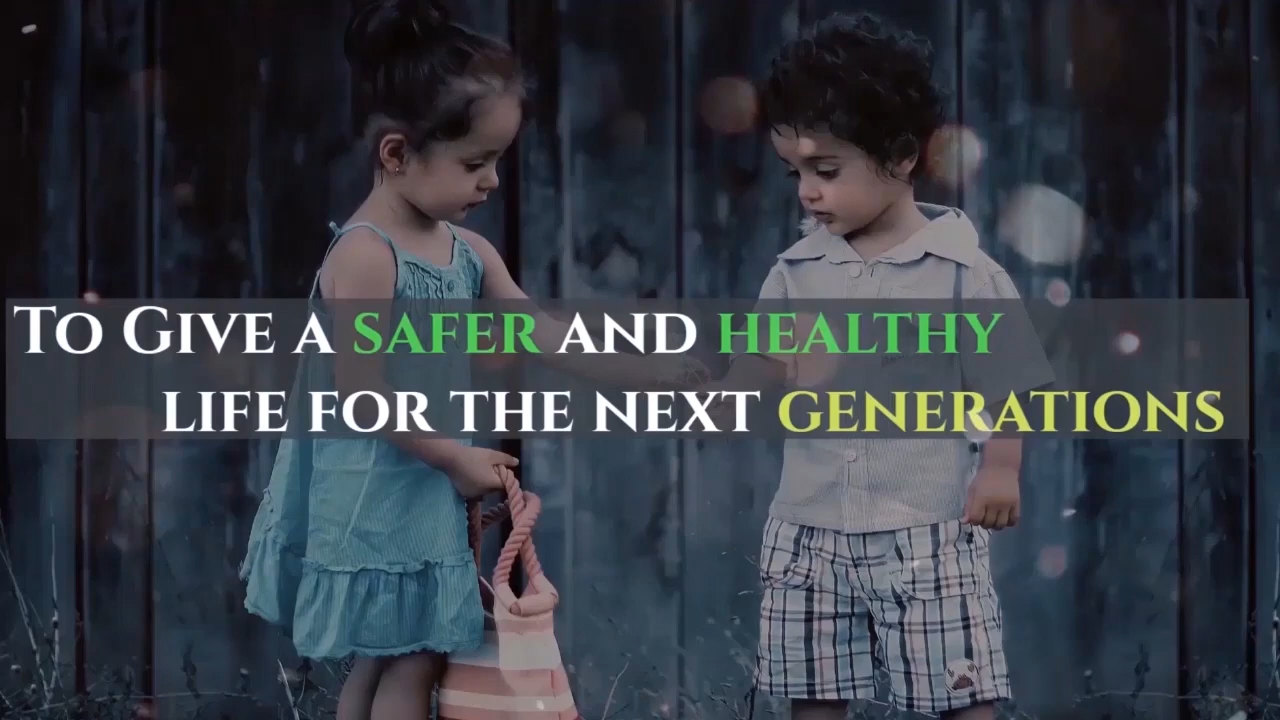 To Give a safer and healthy
life for the next generations